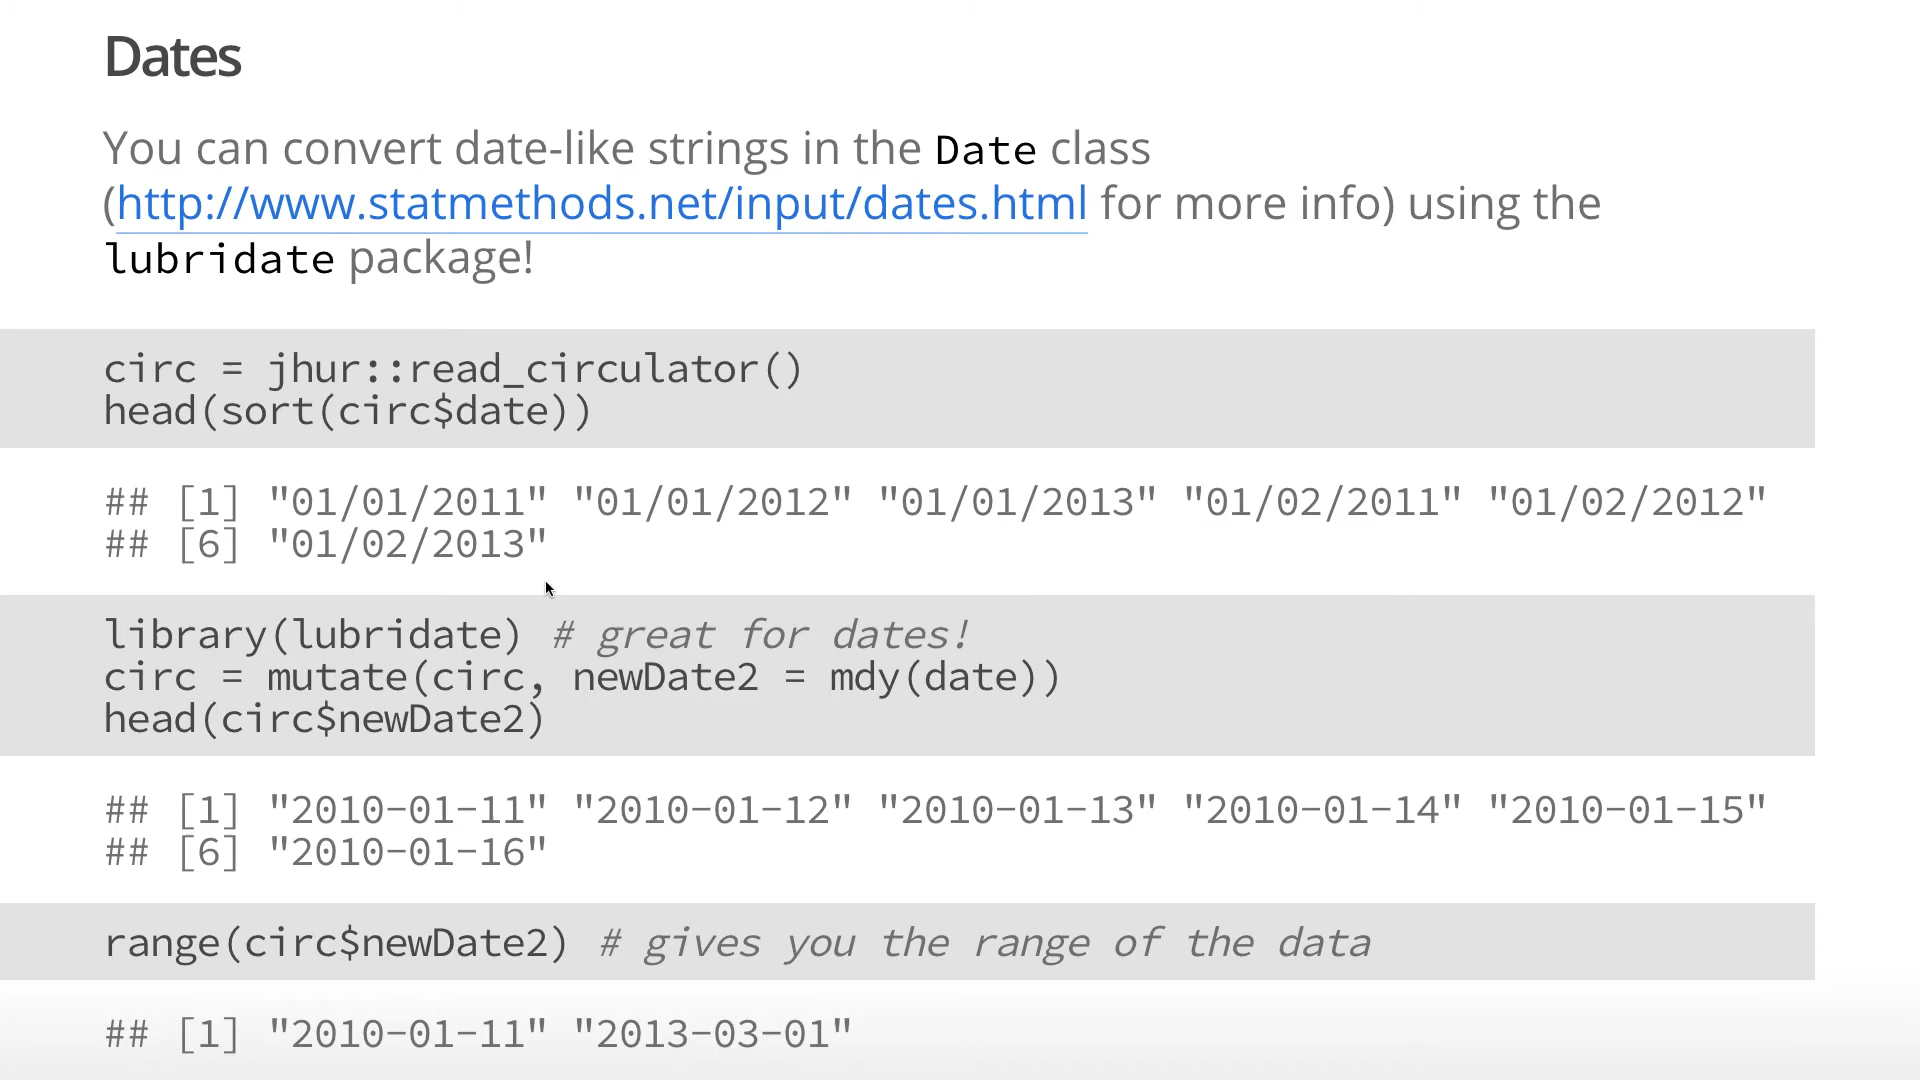 Dates
You can convert date-like strings in the Date class
(http://www.statmethods.net/input/dates.html for more info) using the
lubridate package!
circ = jhur::read_circulator()
head(sort(circ$date))
## [1] "01/01/2011" "01/01/2012" "01/01/2013" "01/02/2011" "01/02/2012"
## [6] "01/02/2013"
library(lubridate) # great for dates!
circ = mutate(circ, newDate2 = mdy(date))
head(circ$newDate2)
## [1] "2010-01-11" "2010-01-12" "2010-01-13" "2010-01-14" "2010-01-15"
## [6] "2010-01-16"
range(circ$newDate2) # gives you the range of the data
## [1] "2010-01-11" "2013-03-01"